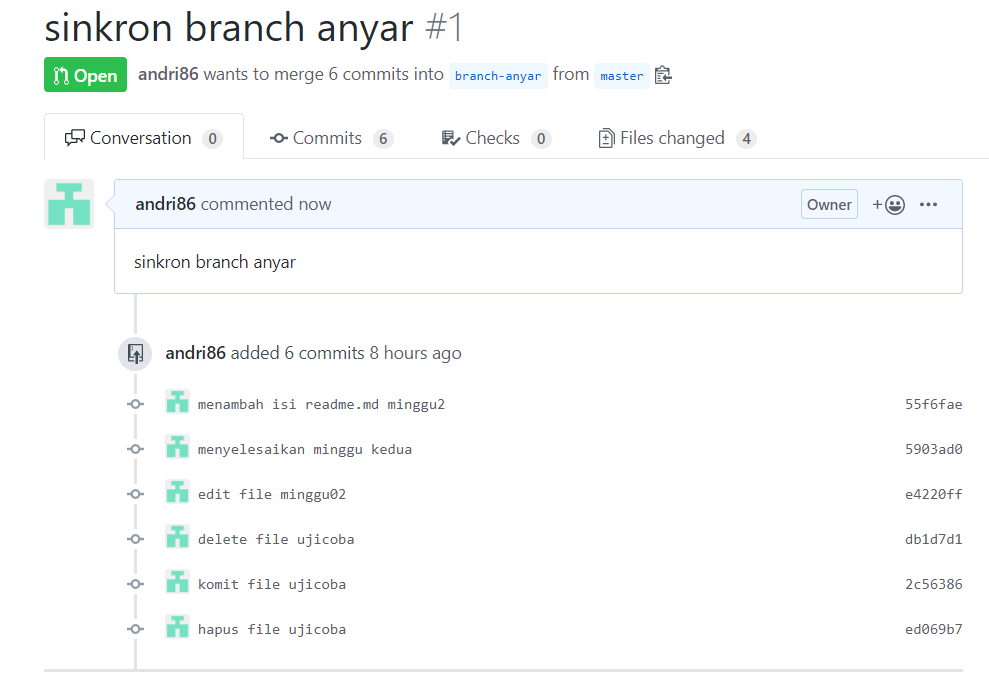 sinkron branch anyar #1
Open andri86 wants to merge 6 commits into branch-anyar from master
Conversation 0 Commits 6 Checks 0 Files changed 4
andri86 commented now Owner +
sinkron branch anyar
andri86 added 6 commits 8 hours ago
menambah isi readme.md minggu2 55f6fae
menyelesaikan minggu kedua 5903ad0
edit file minggu02 e4220ff
delete file ujicoba db1d7d1
komit file ujicoba 2c56386
hapus file ujicoba ed069b7